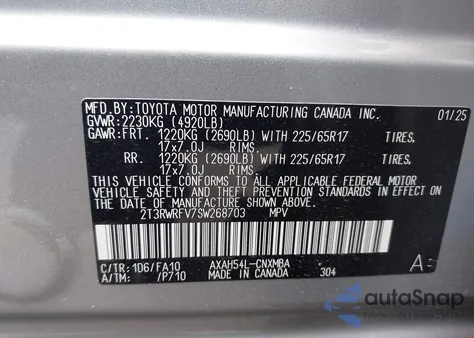 MFD.BY:TOYOTA MOTOR MANUFACTURING CANADA INC. 01/25
GVWR:2230KG (4920LB)
GAWR:FRT. 1220KG (2690LB) WITH 225/65R17 TIRES,
17x7.0J RIMS.
RR. 1220KG (2690LB) WITH 225/65R17 TIRES,
17x7.0J RIMS.
THIS VEHICLE CONFORMS TO ALL APPLICABLE FEDERAL MOTOR
VEHICLE SAFETY AND THEFT PREVENTION STANDARDS IN EFFECT ON
THE DATE OF MANUFACTURE SHOWN ABOVE.
2T3RWRFV7SW268703 MPV
C/TR:1D6/FA10 AXAH54L-CNXMBA A
A/TM: /P710 MADE IN CANADA 304
autoSnap